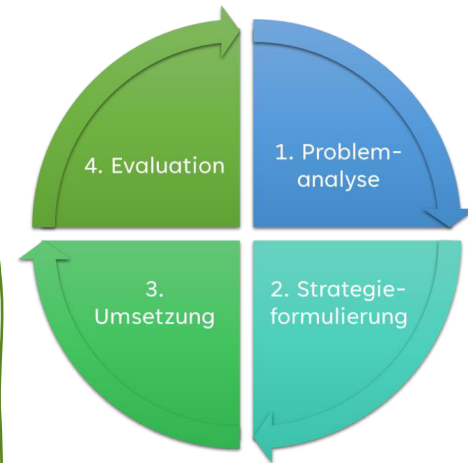 1. Problem-
analyse
2. Strategie-
formulierung
3.
Umsetzung
4. Evaluation